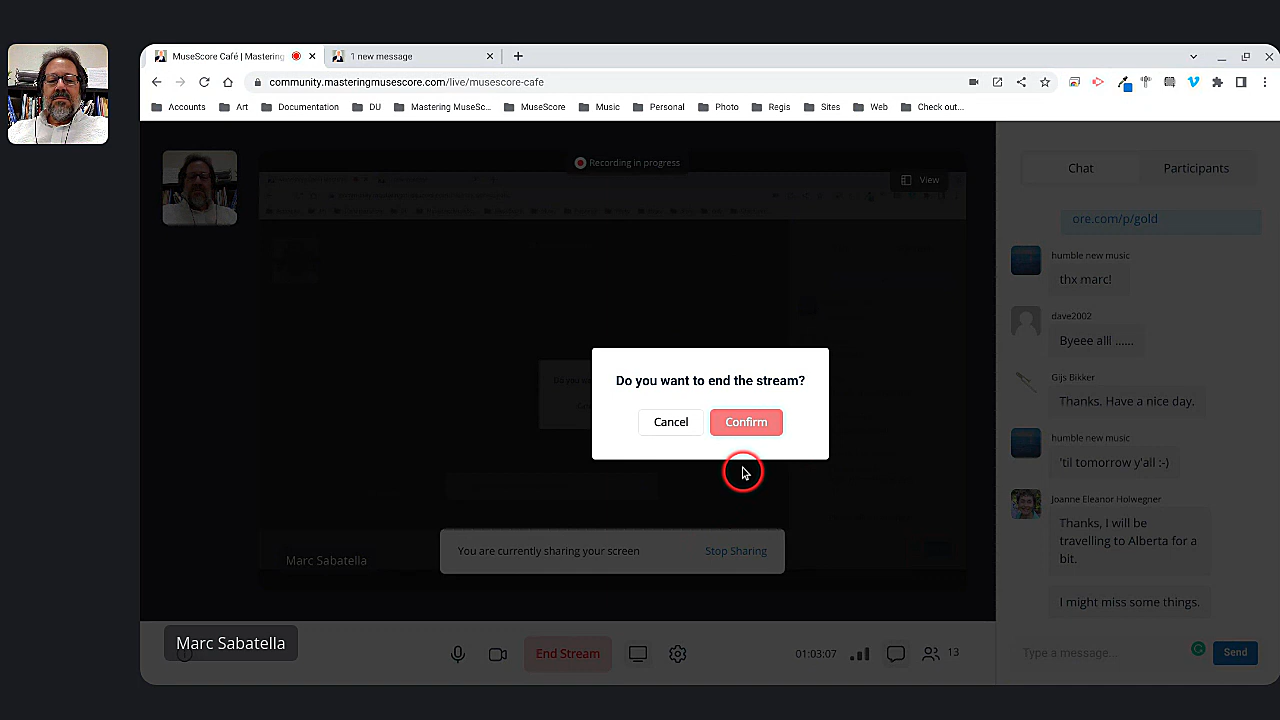 MuseScore Café | Mastering
1 new message
community.masteringmusescore.com/live/musescore-cafe
Accounts
Art
Documentation
DU
Mastering MuseSc...
MuseScore
Music
Personal
Photo
Regis
Sites
Web
Check out...
Recording in progress
View
Chat
Participants
ore.com/p/gold
humble new music
thx marc!
dave2002
Byeee alll ......
Gijs Bikker
Thanks. Have a nice day.
humble new music
'til tomorrow y'all :-)
Joanne Eleanor Holwegner
Thanks, I will be
travelling to Alberta for a
bit.
I might miss some things.
Do you want to end the stream?
Cancel
Confirm
You are currently sharing your screen
Stop Sharing
Marc Sabatella
Marc Sabatella
End Stream
01:03:07
13
Type a message...
Send